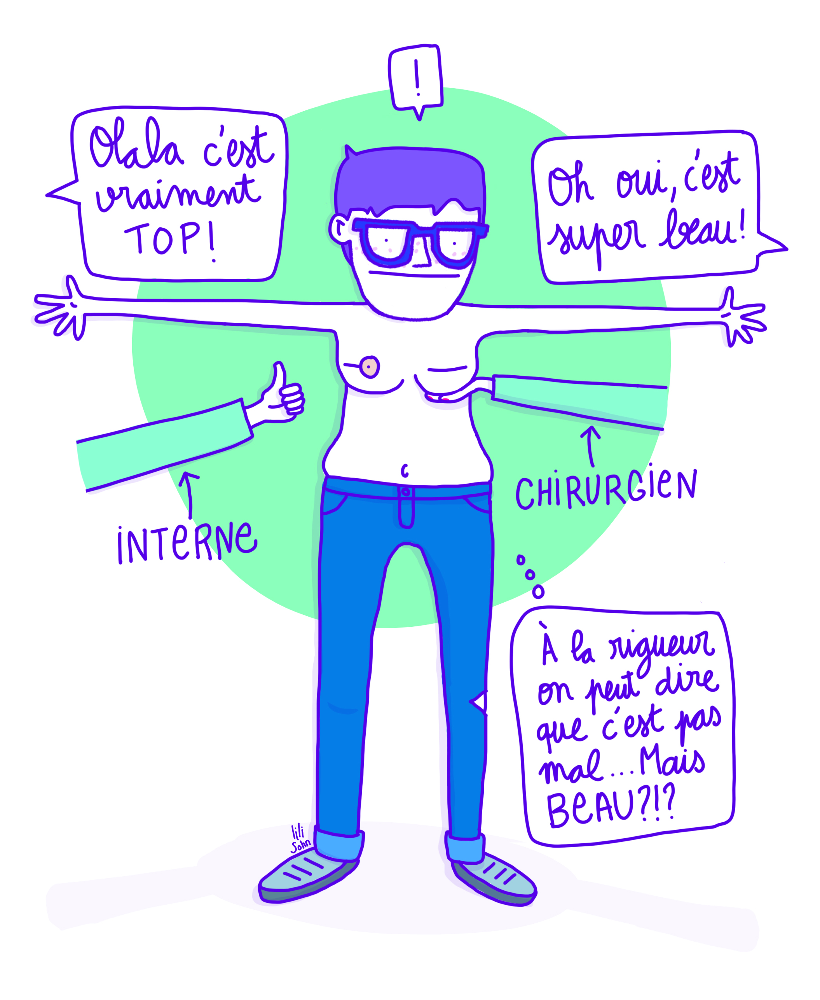 !
Olala c'est
vraiment
TOP!
Oh oui, c'est
super beau!
CHiRURGieN
iNTeRNe
À la rigueur
on peut dire
que c'est pas
mal... Mais
BeAU?!?
lili
sohn